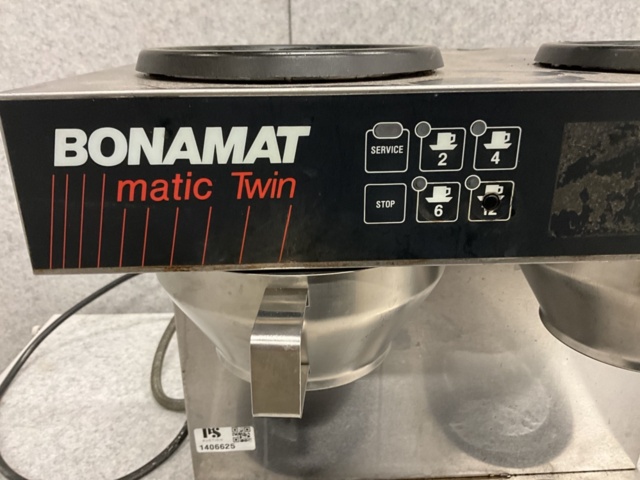 BONAMAT
matic Twin
SERVICE
2
4
STOP
6
12
PS
1406625